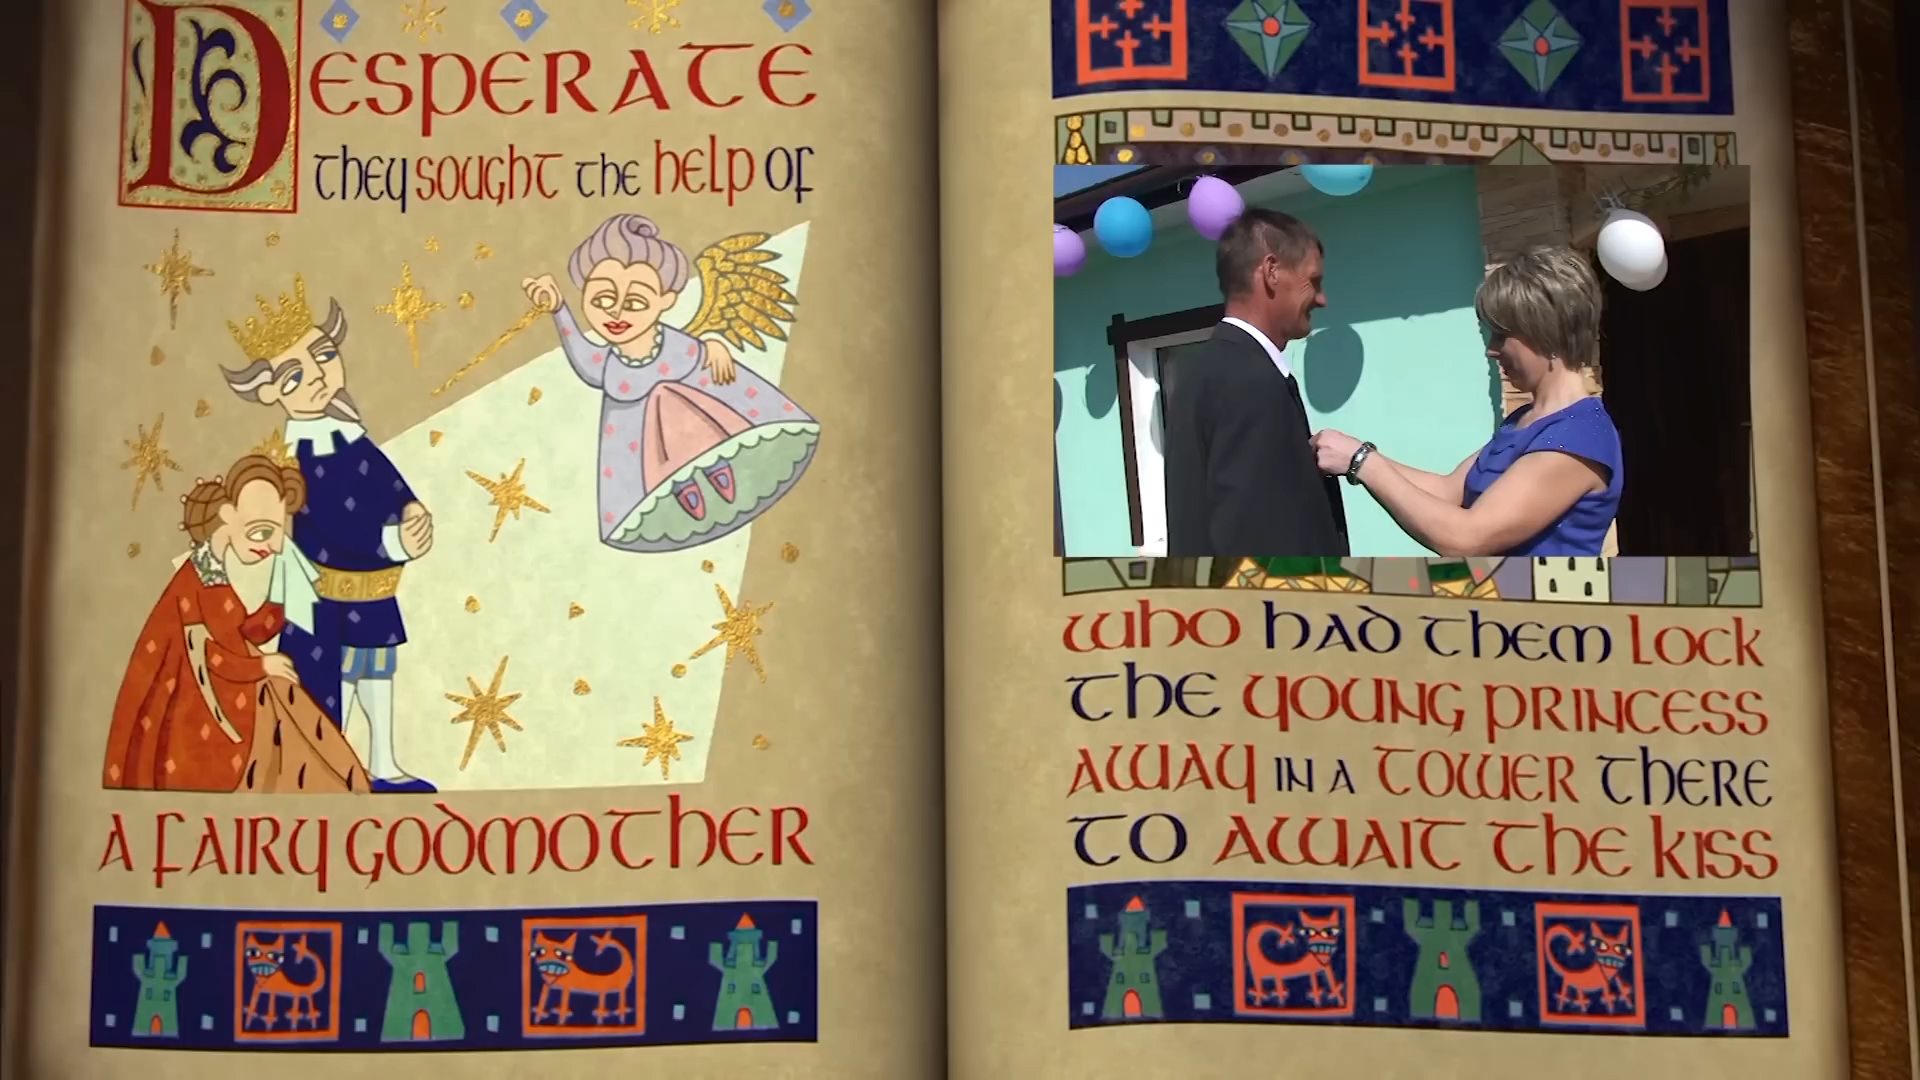 DESPERATE
they sought the help of
A FAIRY GODMOTHER
who had them lock
the young princess
away in a tower there
to await the kiss